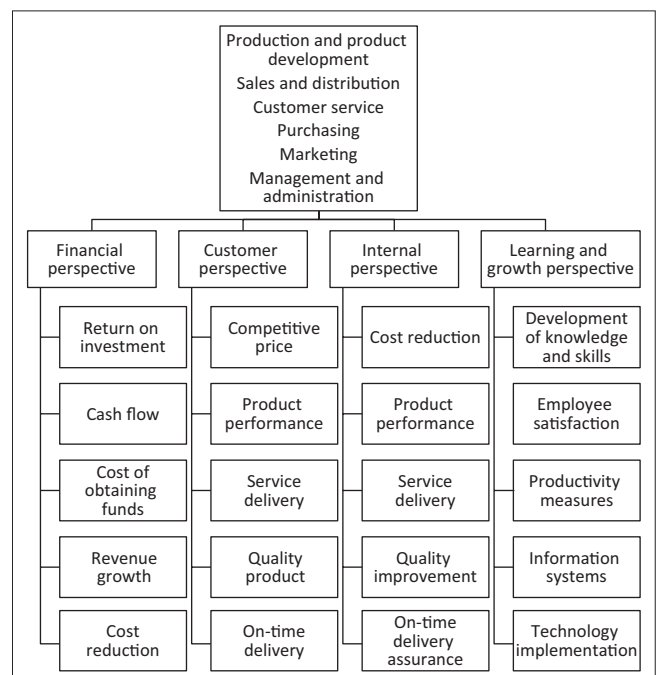 Production and product
development
Sales and distribution
Customer service
Purchasing
Marketing
Management and
administration
Financial
perspective
Customer
perspective
Internal
perspective
Learning and
growth perspective
Return on
investment
Competitive
price
Cost reduction
Development
of knowledge
and skills
Cash flow
Product
performance
Product
performance
Employee
satisfaction
Cost of
obtaining
funds
Service
delivery
Service
delivery
Productivity
measures
Revenue
growth
Quality
product
Quality
improvement
Information
systems
Cost
reduction
On-time
delivery
On-time
delivery
assurance
Technology
implementation